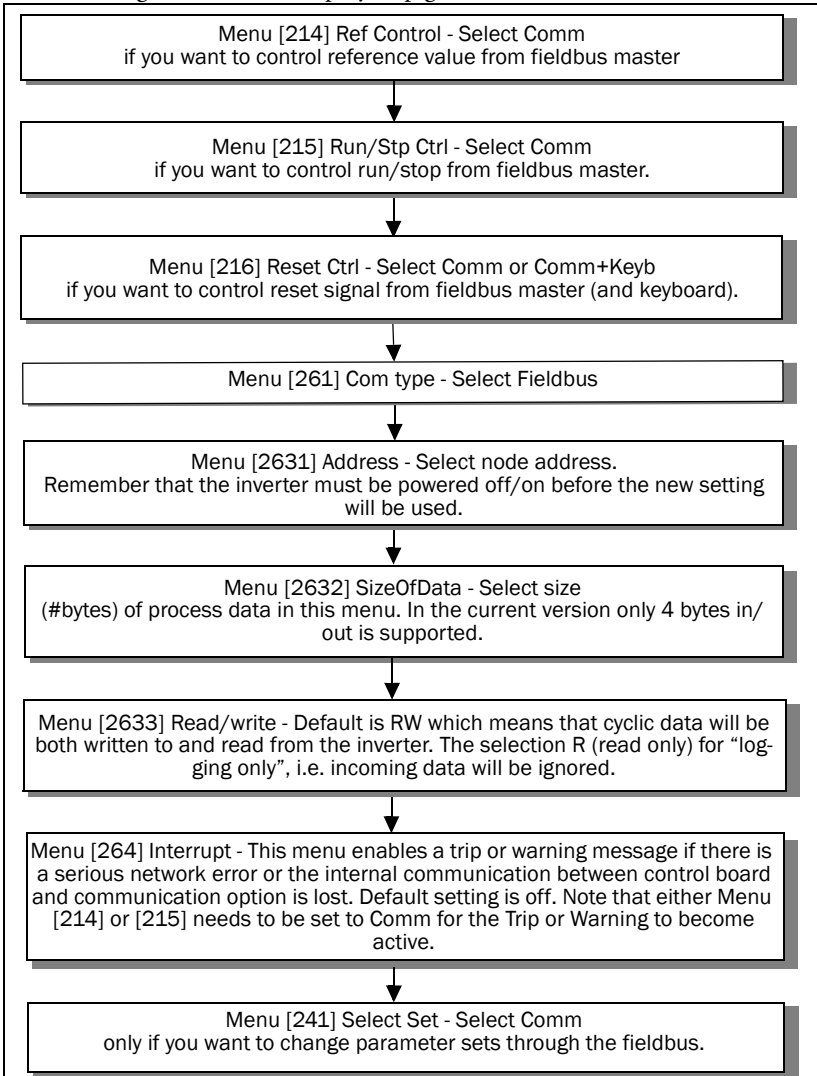 Menu [214] Ref Control - Select Comm
if you want to control reference value from fieldbus master
Menu [215] Run/Stp Ctrl - Select Comm
if you want to control run/stop from fieldbus master.
Menu [216] Reset Ctrl - Select Comm or Comm+Keyb
if you want to control reset signal from fieldbus master (and keyboard).
Menu [261] Com type - Select Fieldbus
Menu [2631] Address - Select node address.
Remember that the inverter must be powered off/on before the new setting
will be used.
Menu [2632] SizeOfData - Select size
(#bytes) of process data in this menu. In the current version only 4 bytes in/
out is supported.
Menu [2633] Read/write - Default is RW which means that cyclic data will be
both written to and read from the inverter. The selection R (read only) for “log-
ging only”, i.e. incoming data will be ignored.
Menu [264] Interrupt - This menu enables a trip or warning message if there is
a serious network error or the internal communication between control board
and communication option is lost. Default setting is off. Note that either Menu
[214] or [215] needs to be set to Comm for the Trip or Warning to become
active.
Menu [241] Select Set - Select Comm
only if you want to change parameter sets through the fieldbus.